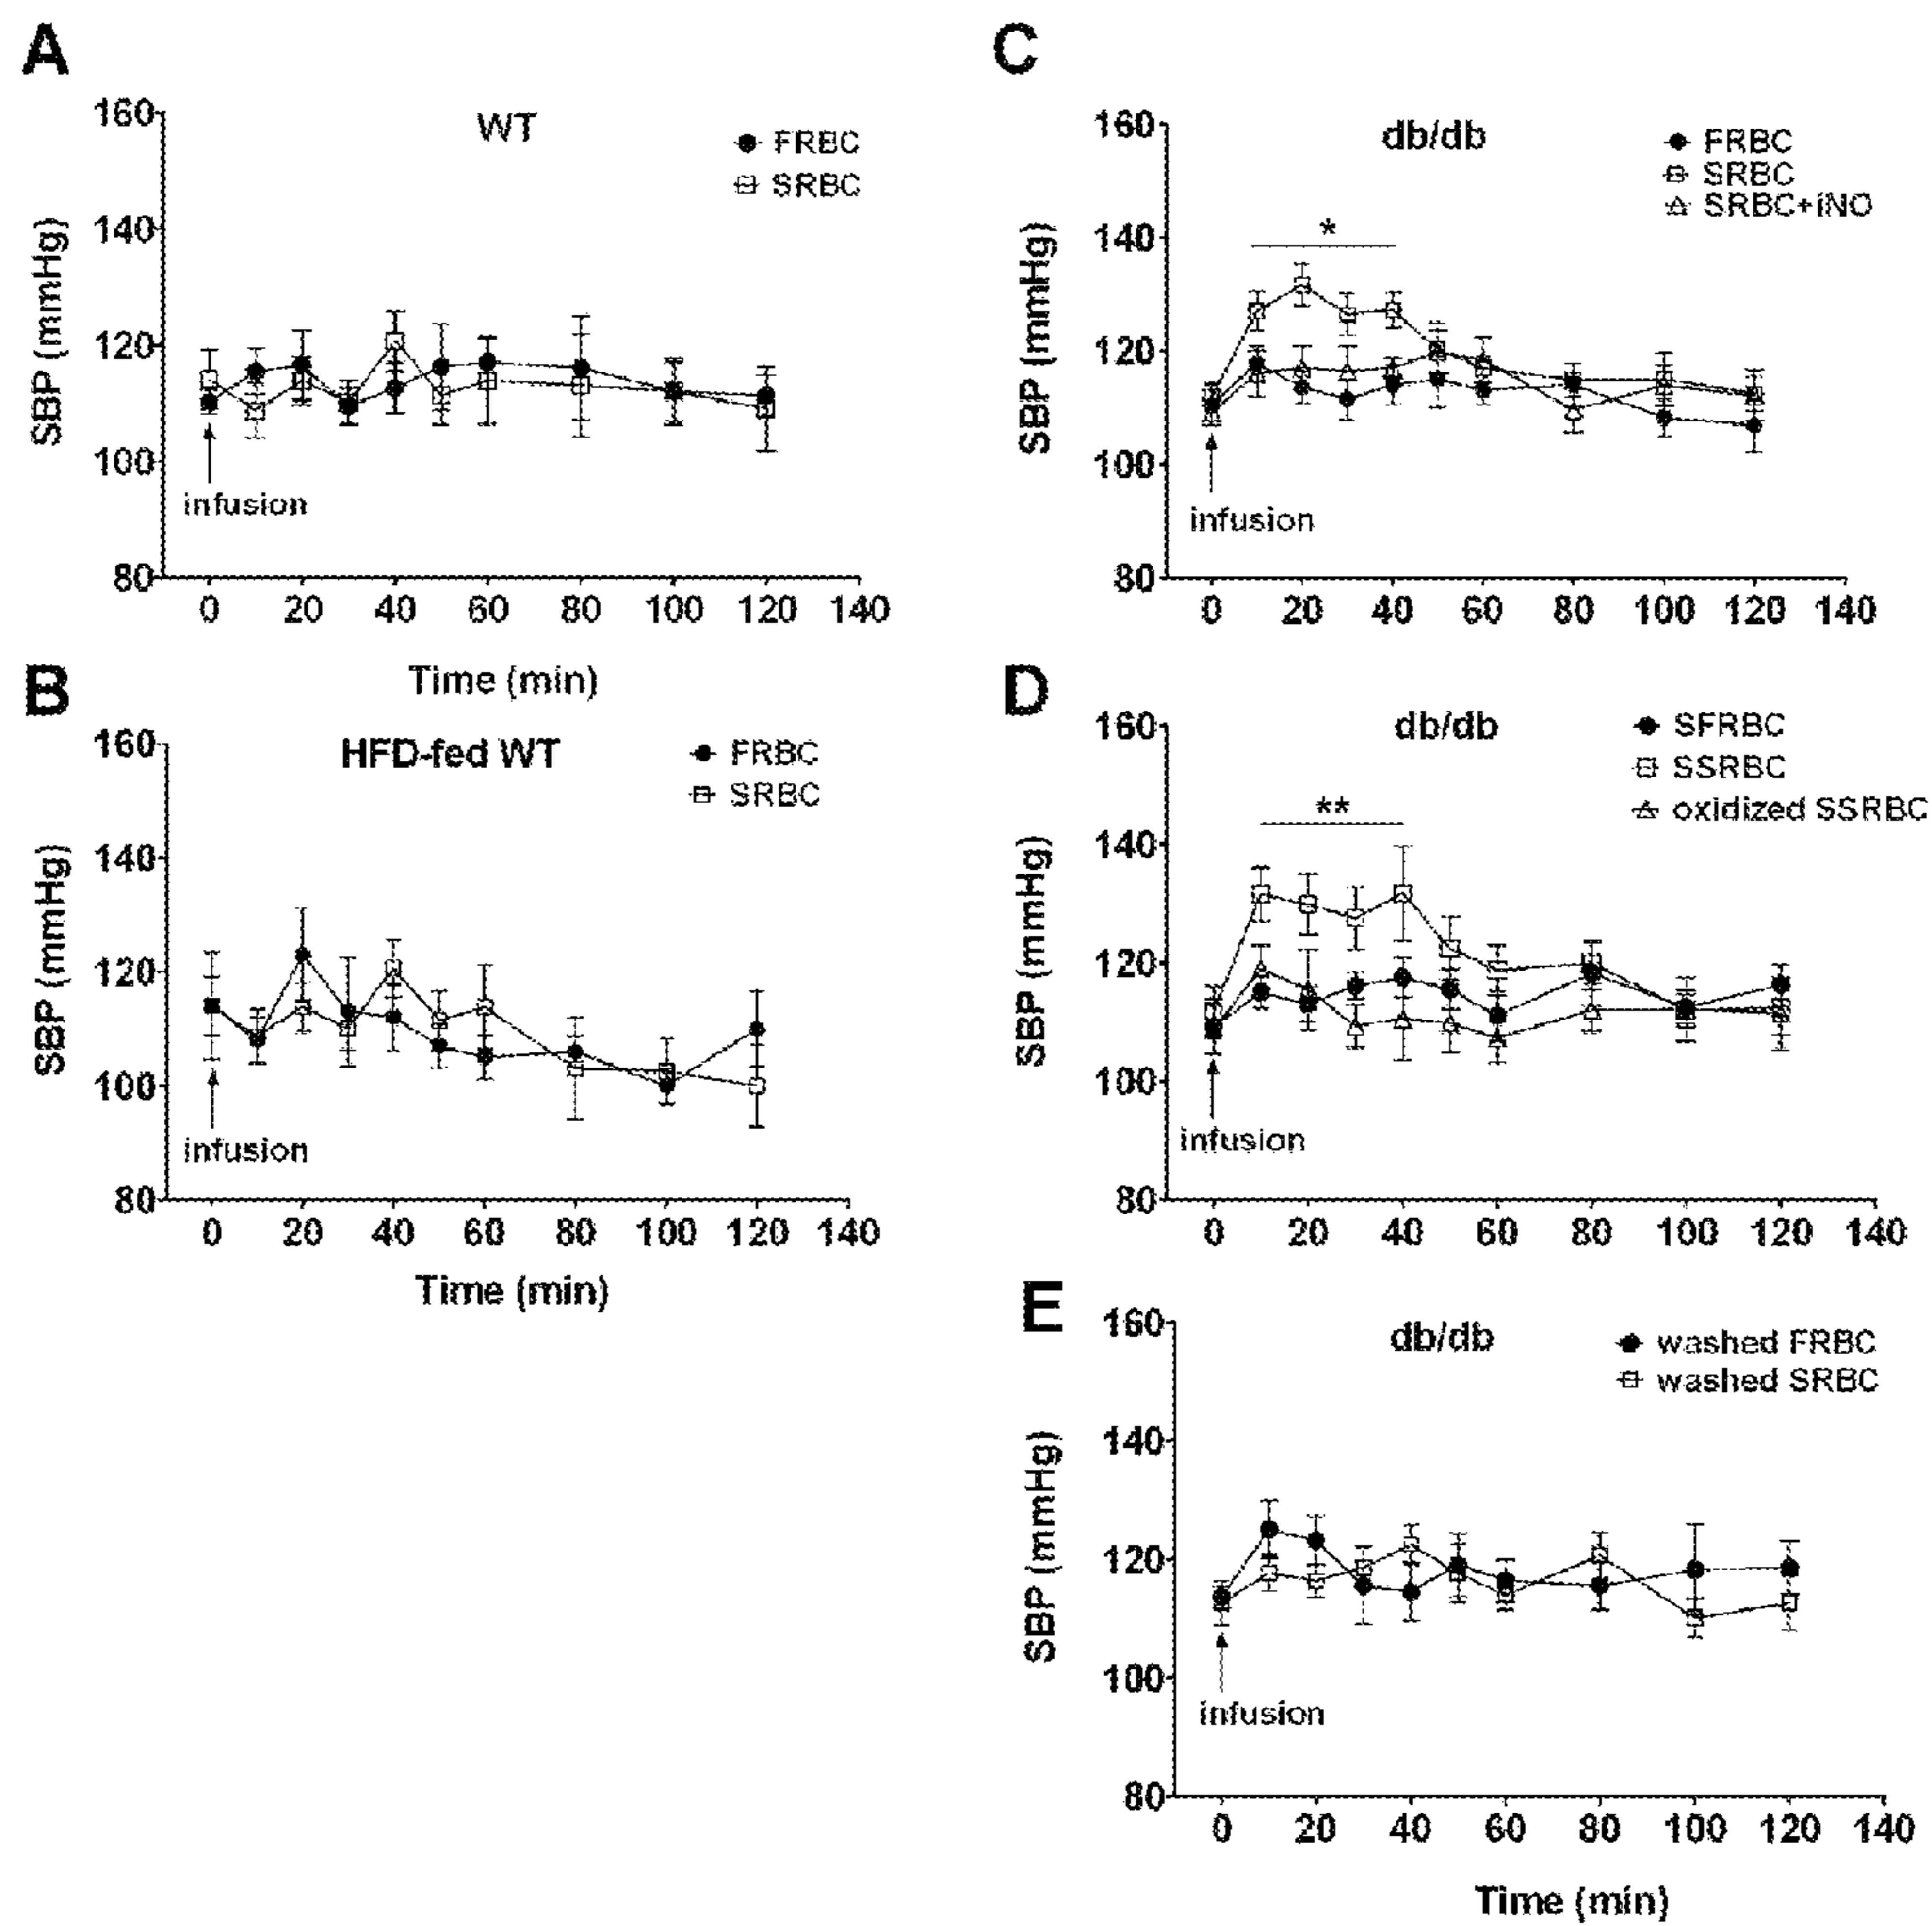 A
WT
FRBC
SRBC
SBP (mmHg)
160
140
120
100
80
infusion
0 20 40 60 80 100 120 140
Time (min)
B
HFD-fed WT
FRBC
SRBC
SBP (mmHg)
160
140
120
100
80
infusion
0 20 40 60 80 100 120 140
Time (min)
C
db/db
FRBC
SRBC
SRBC+iNO
*
SBP (mmHg)
160
140
120
100
80
infusion
0 20 40 60 80 100 120 140
D
db/db
SFRBC
SSRBC
oxidized SSRBC
**
SBP (mmHg)
160
140
120
100
80
infusion
0 20 40 60 80 100 120 140
E
db/db
washed FRBC
washed SRBC
SBP (mmHg)
160
140
120
100
80
infusion
0 20 40 60 80 100 120 140
Time (min)